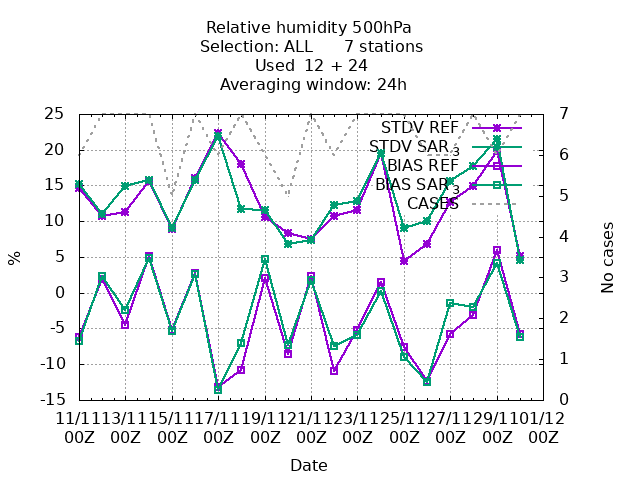 Relative humidity 500hPa
Selection: ALL 7 stations
Used 12 + 24
Averaging window: 24h
25
20
15
10
5
0
-5
-10
-15
%
7
6
5
4
3
2
1
0
No cases
STDV REF
STDV SAR_3
BIAS REF
BIAS SAR_3
CASES
11/11 13/11 15/11 17/11 19/11 21/11 23/11 25/11 27/11 29/11 01/12
00Z 00Z 00Z 00Z 00Z 00Z 00Z 00Z 00Z 00Z 00Z
Date